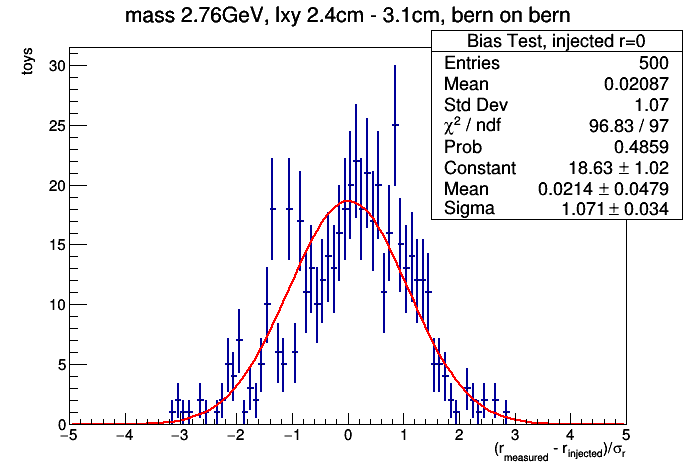 mass 2.76GeV, lxy 2.4cm - 3.1cm, bern on bern
Bias Test, injected r=0
Entries 500
Mean 0.02087
Std Dev 1.07
χ² / ndf 96.83 / 97
Prob 0.4859
Constant 18.63 ± 1.02
Mean 0.0214 ± 0.0479
Sigma 1.071 ± 0.034
toys
30
25
20
15
10
5
0
−5 −4 −3 −2 −1 0 1 2 3 4 5
(r_measured - r_injected)/σ_r